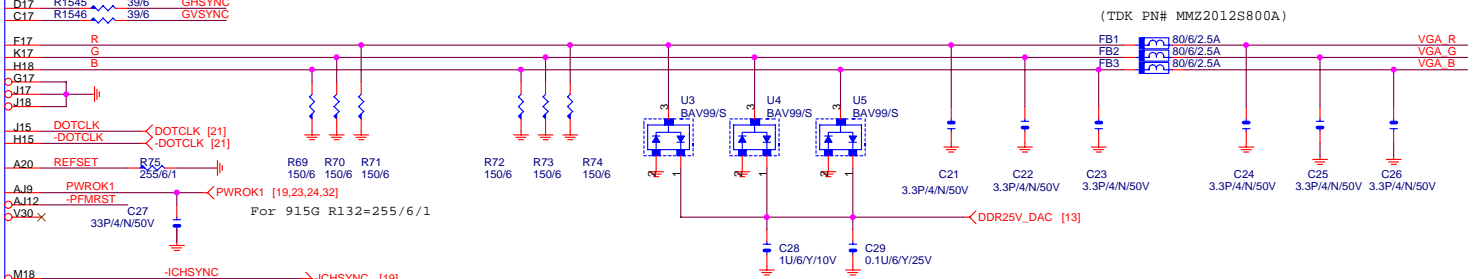 D17 R1545 39/6 GHSYNC
C17 R1546 39/6 GVSYNC
(TDK PN# MMZ2012S800A)
F17 R FB1 80/6/2.5A VGA_R
K17 G FB2 80/6/2.5A VGA_G
H18 B FB3 80/6/2.5A VGA_B
G17
J17
J18
3 U3 3 U4 3 U5
BAV99/S BAV99/S BAV99/S
J15 DOTCLK DOTCLK [21]
H15 -DOTCLK -DOTCLK [21]
A20 REFSET R75
255/6/1
R69 R70 R71 R72 R73 R74
150/6 150/6 150/6 150/6 150/6 150/6
2 1 2 1 2 1
C21 C22 C23 C24 C25 C26
3.3P/4/N/50V 3.3P/4/N/50V 3.3P/4/N/50V 3.3P/4/N/50V 3.3P/4/N/50V 3.3P/4/N/50V
AJ9 PWROK1 PWROK1 [19,23,24,32]
AJ12 -PFMRST
V30
C27
33P/4/N/50V
For 915G R132=255/6/1
DDR25V_DAC [13]
C28 C29
1U/6/Y/10V 0.1U/6/Y/25V
M18 -ICHSYNC -ICHSYNC [19]